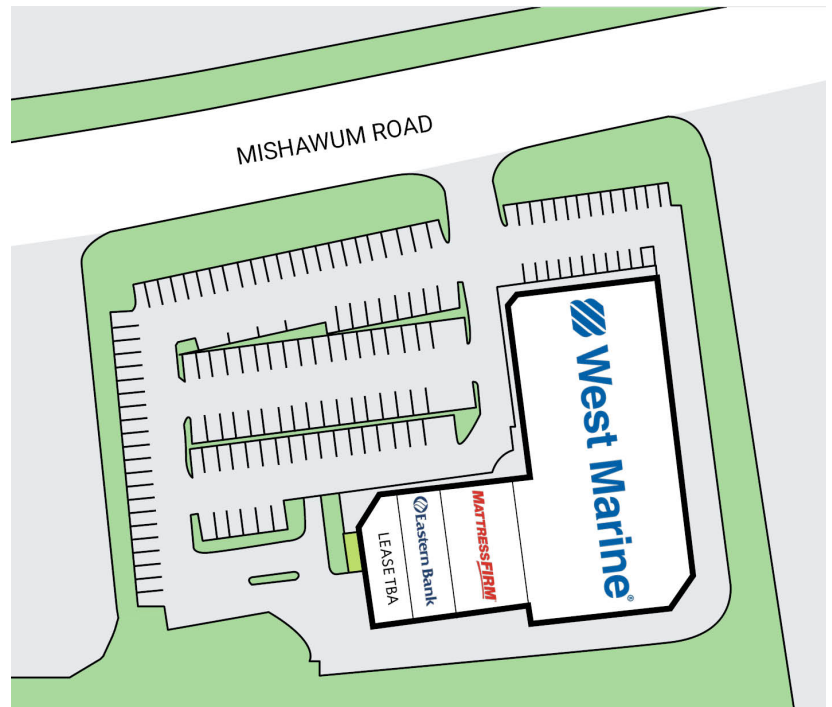 MISHAWUM ROAD
West Marine®
MATTRESSFIRM
Eastern Bank
LEASE TBA